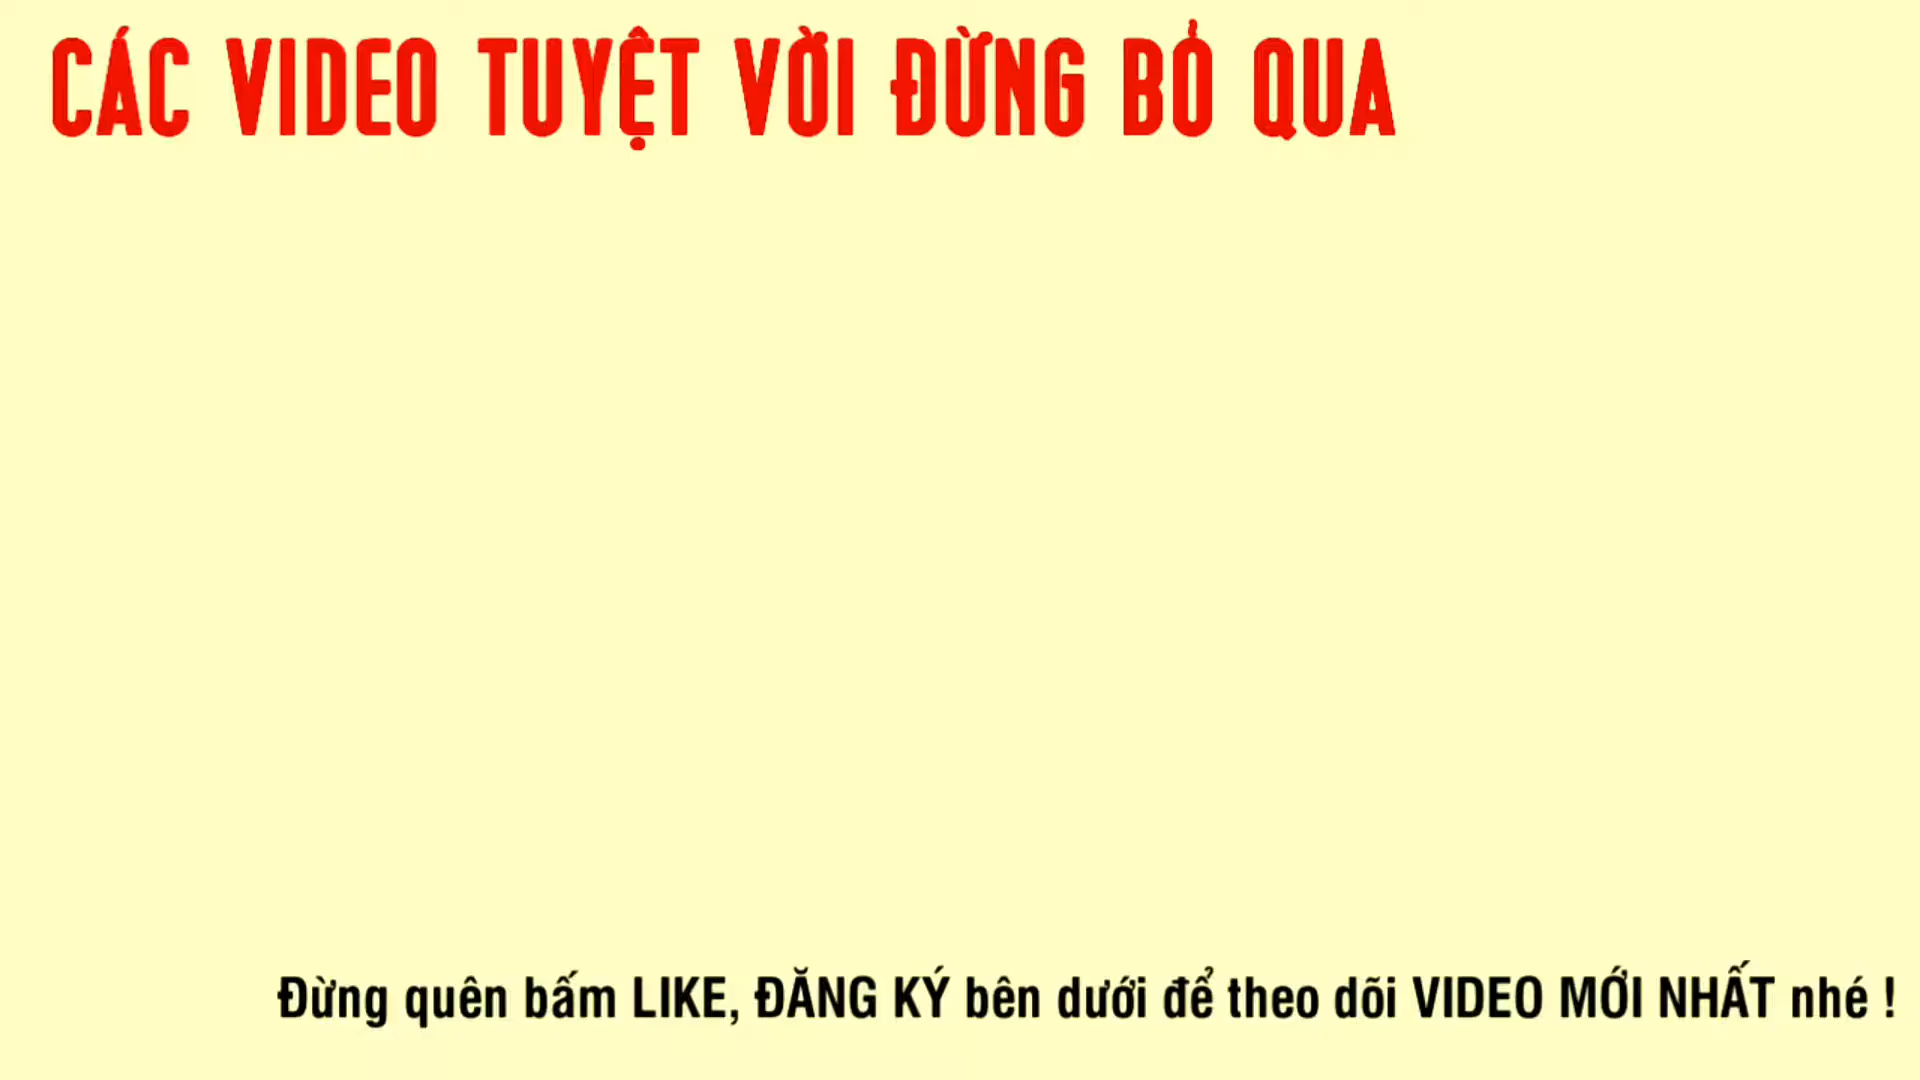 CÁC VIDEO TUYỆT VỜI ĐỪNG BỎ QUA
Đừng quên bấm LIKE, ĐĂNG KÝ bên dưới để theo dõi VIDEO MỚI NHẤT nhé !